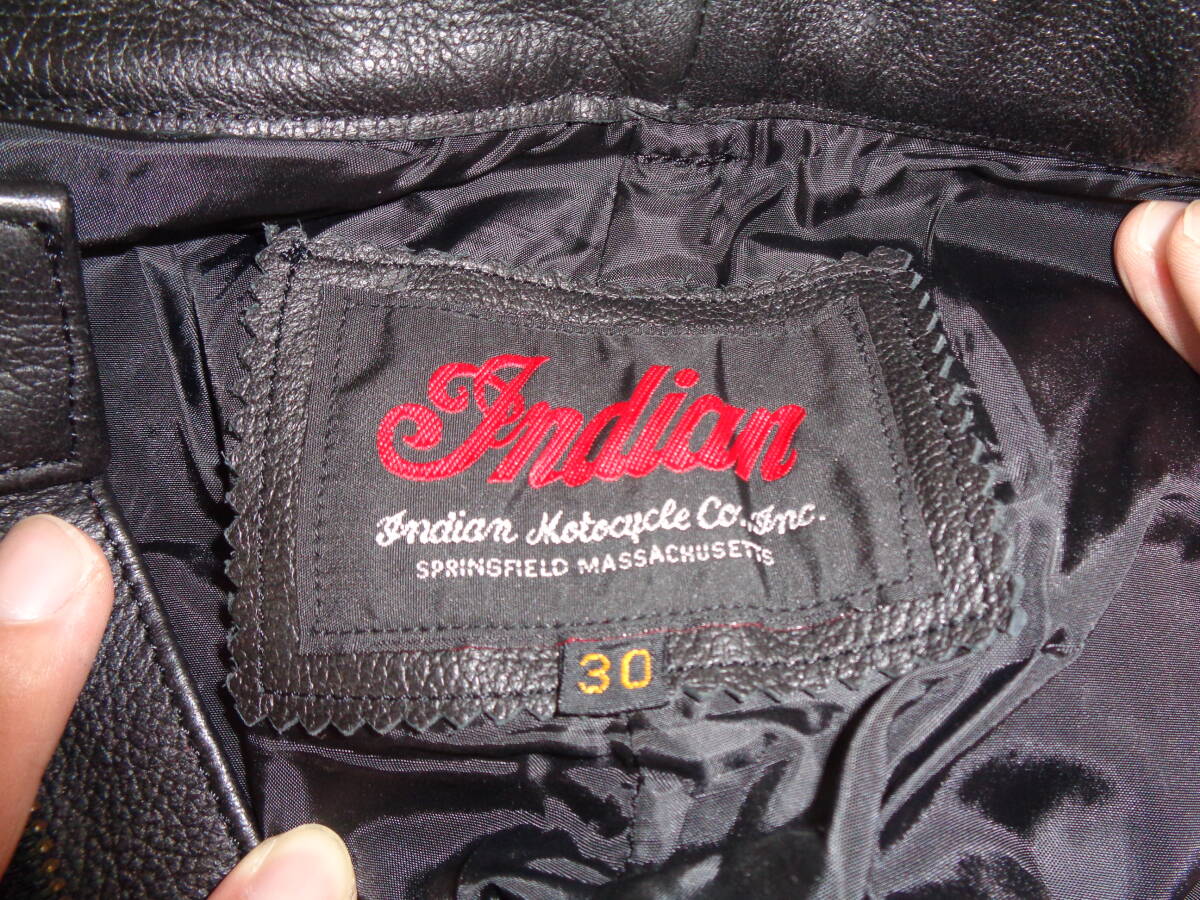 Indian
Indian Motocycle Co., Inc.
SPRINGFIELD MASSACHUSETTS
30